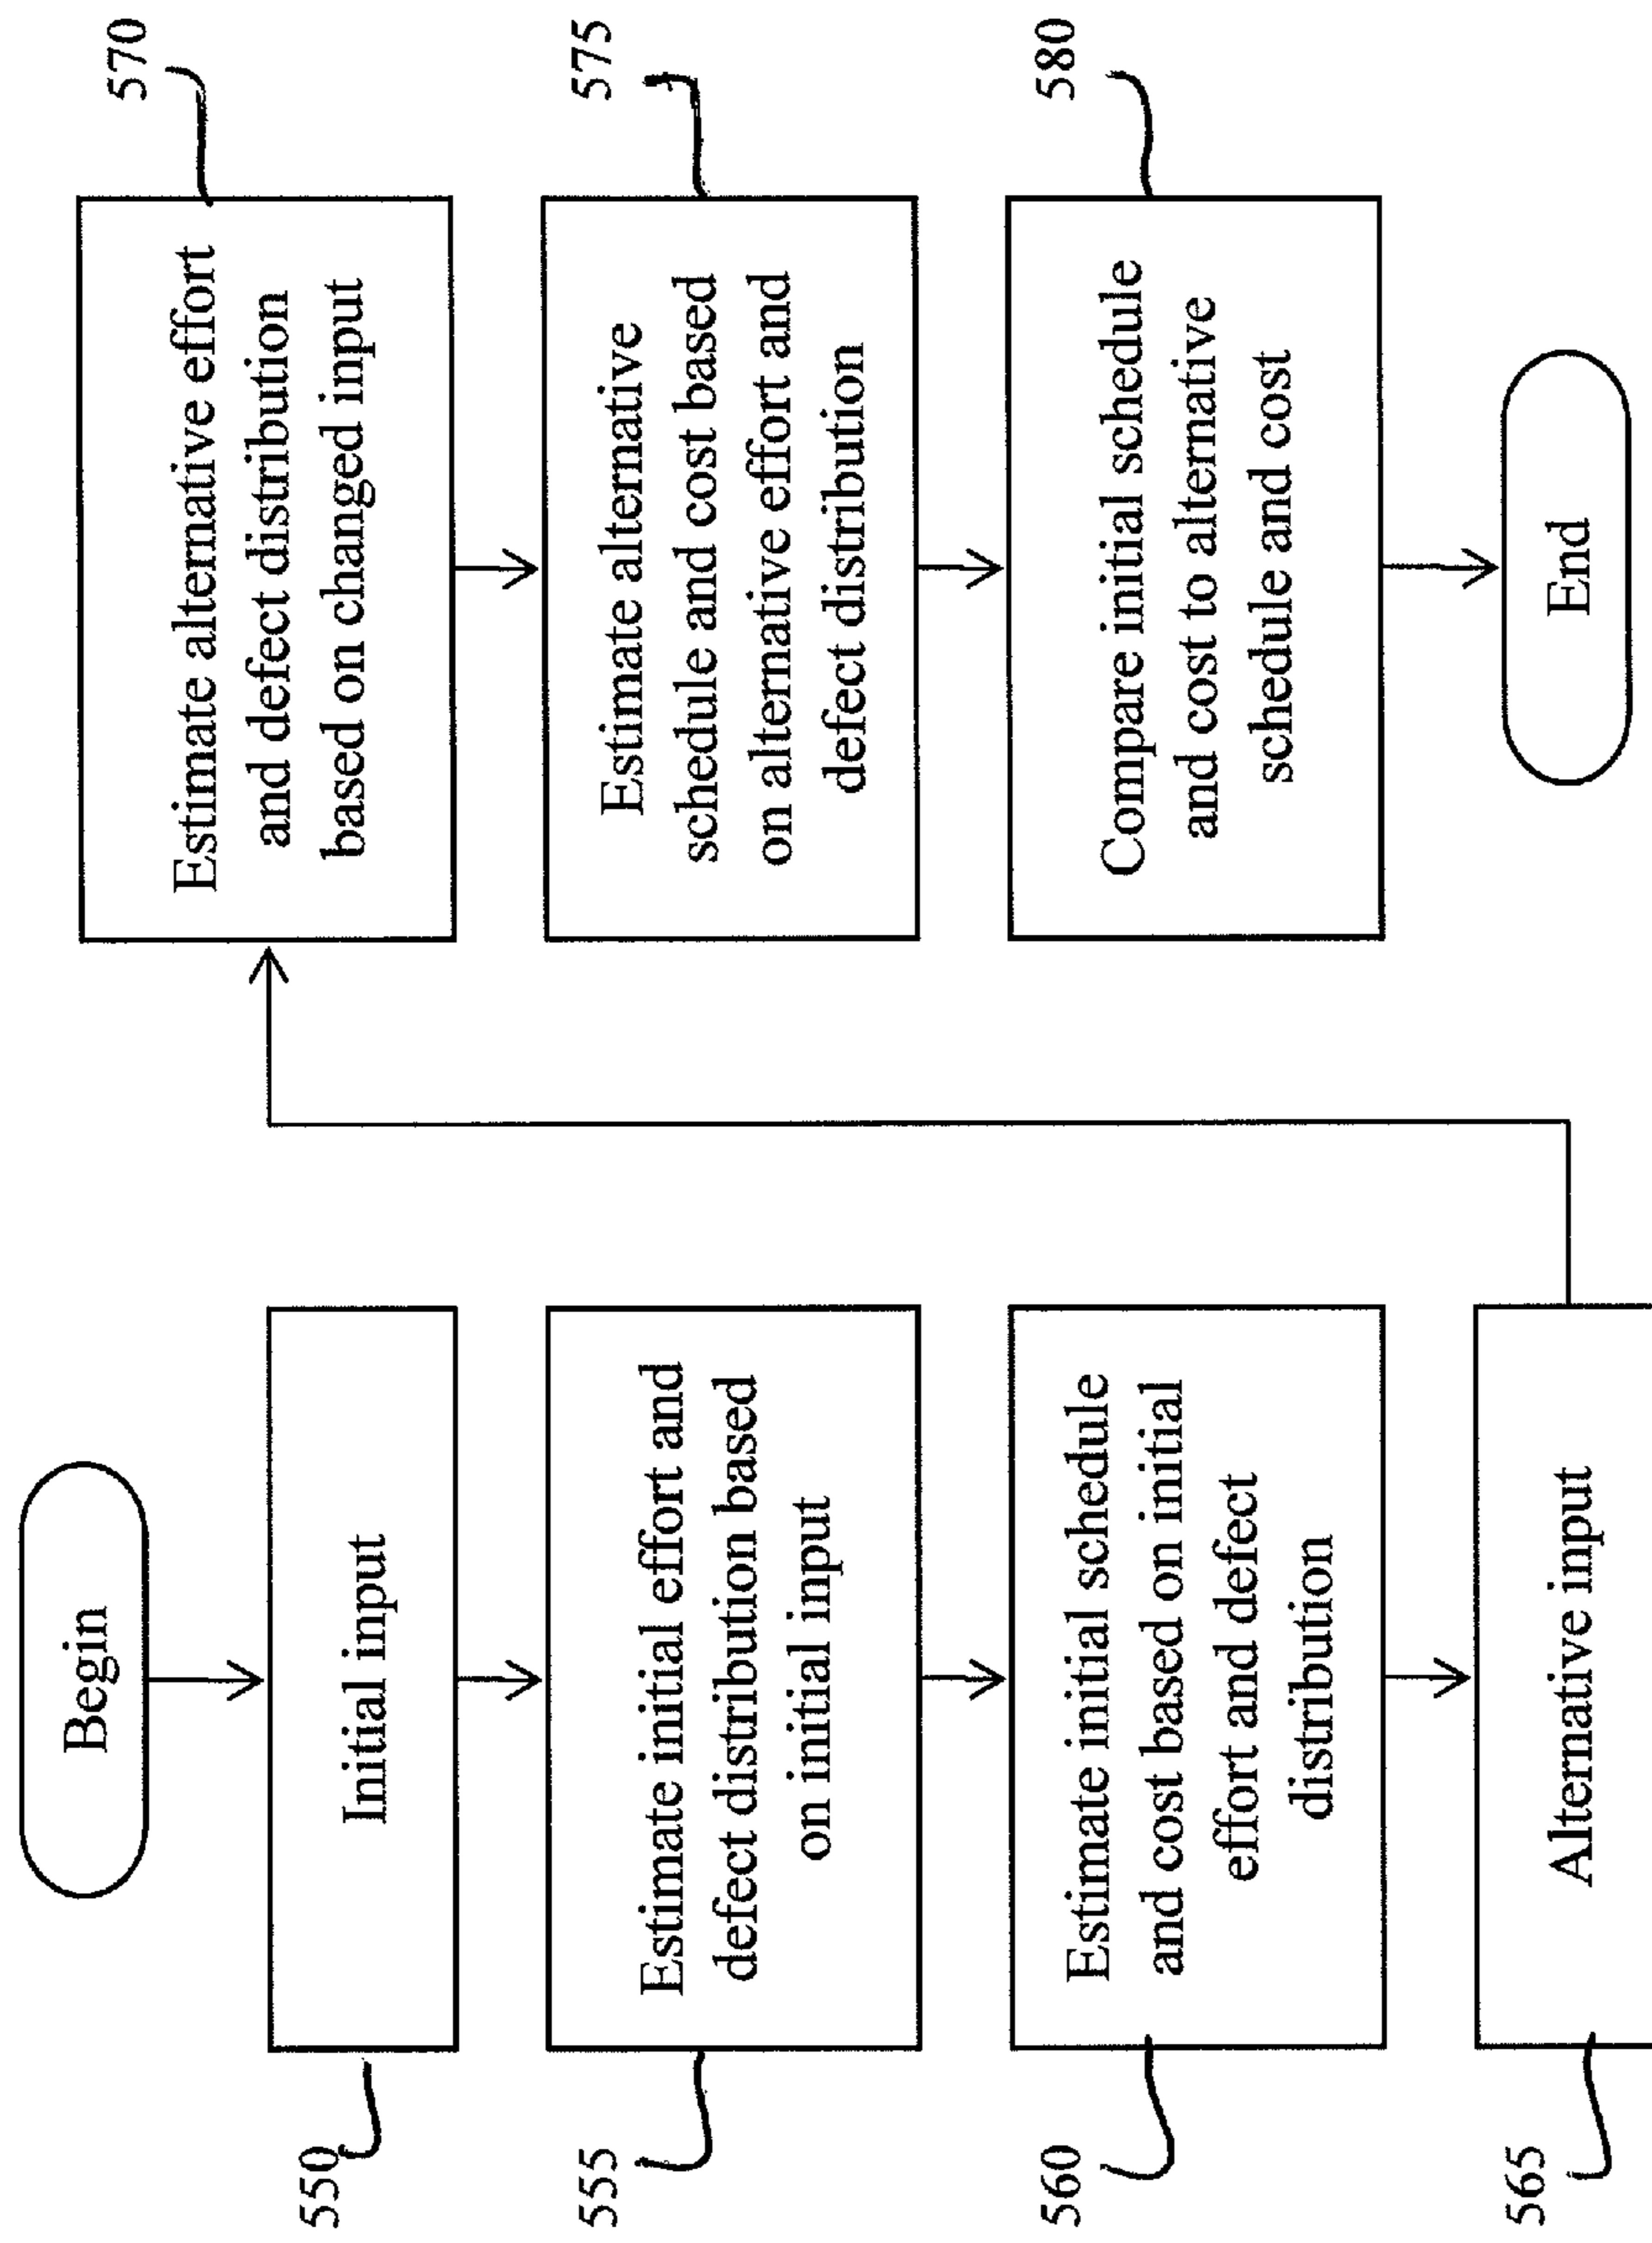 Begin
550
Initial input
555
Estimate initial effort and
defect distribution based
on initial input
560
Estimate initial schedule
and cost based on initial
effort and defect
distribution
565
Alternative input
570
Estimate alternative effort
and defect distribution
based on changed input
575
Estimate alternative
schedule and cost based
on alternative effort and
defect distribution
580
Compare initial schedule
and cost to alternative
schedule and cost
End